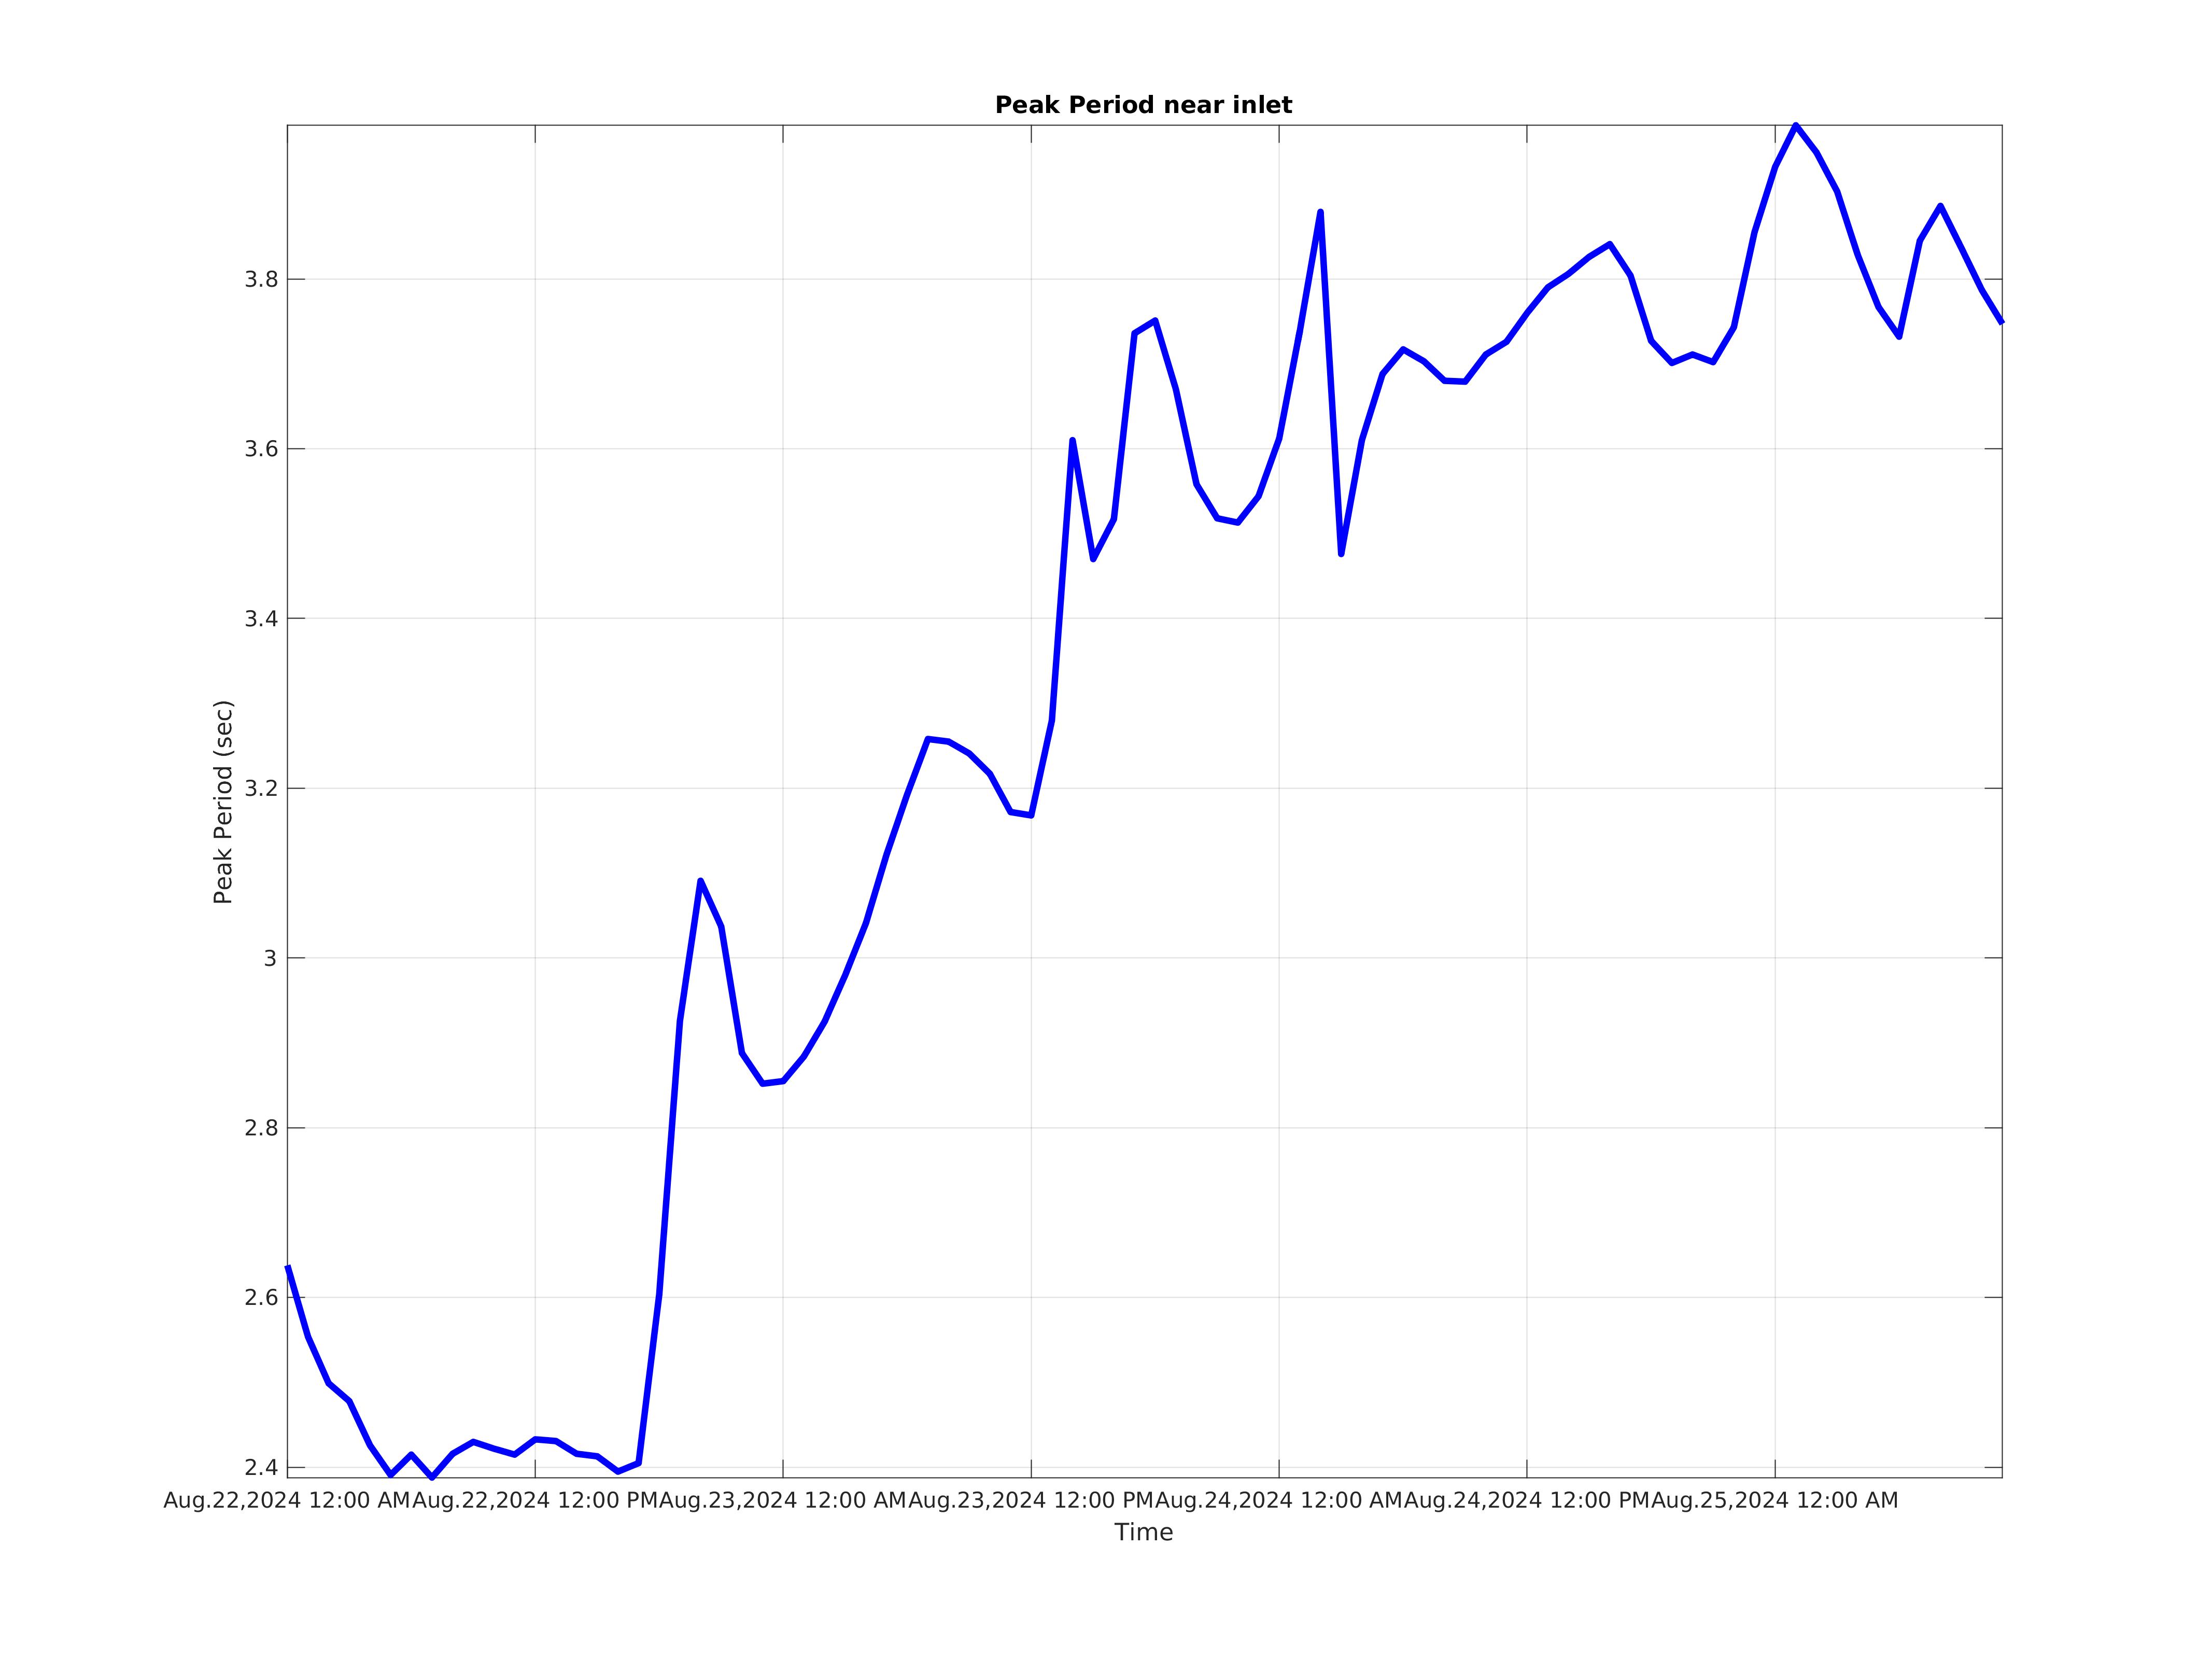 Peak Period near inlet
3.8
3.6
3.4
3.2
3
2.8
2.6
2.4
Peak Period (sec)
Aug.22,2024 12:00 AM Aug.22,2024 12:00 PM Aug.23,2024 12:00 AM Aug.23,2024 12:00 PM Aug.24,2024 12:00 AM Aug.24,2024 12:00 PM Aug.25,2024 12:00 AM
Time